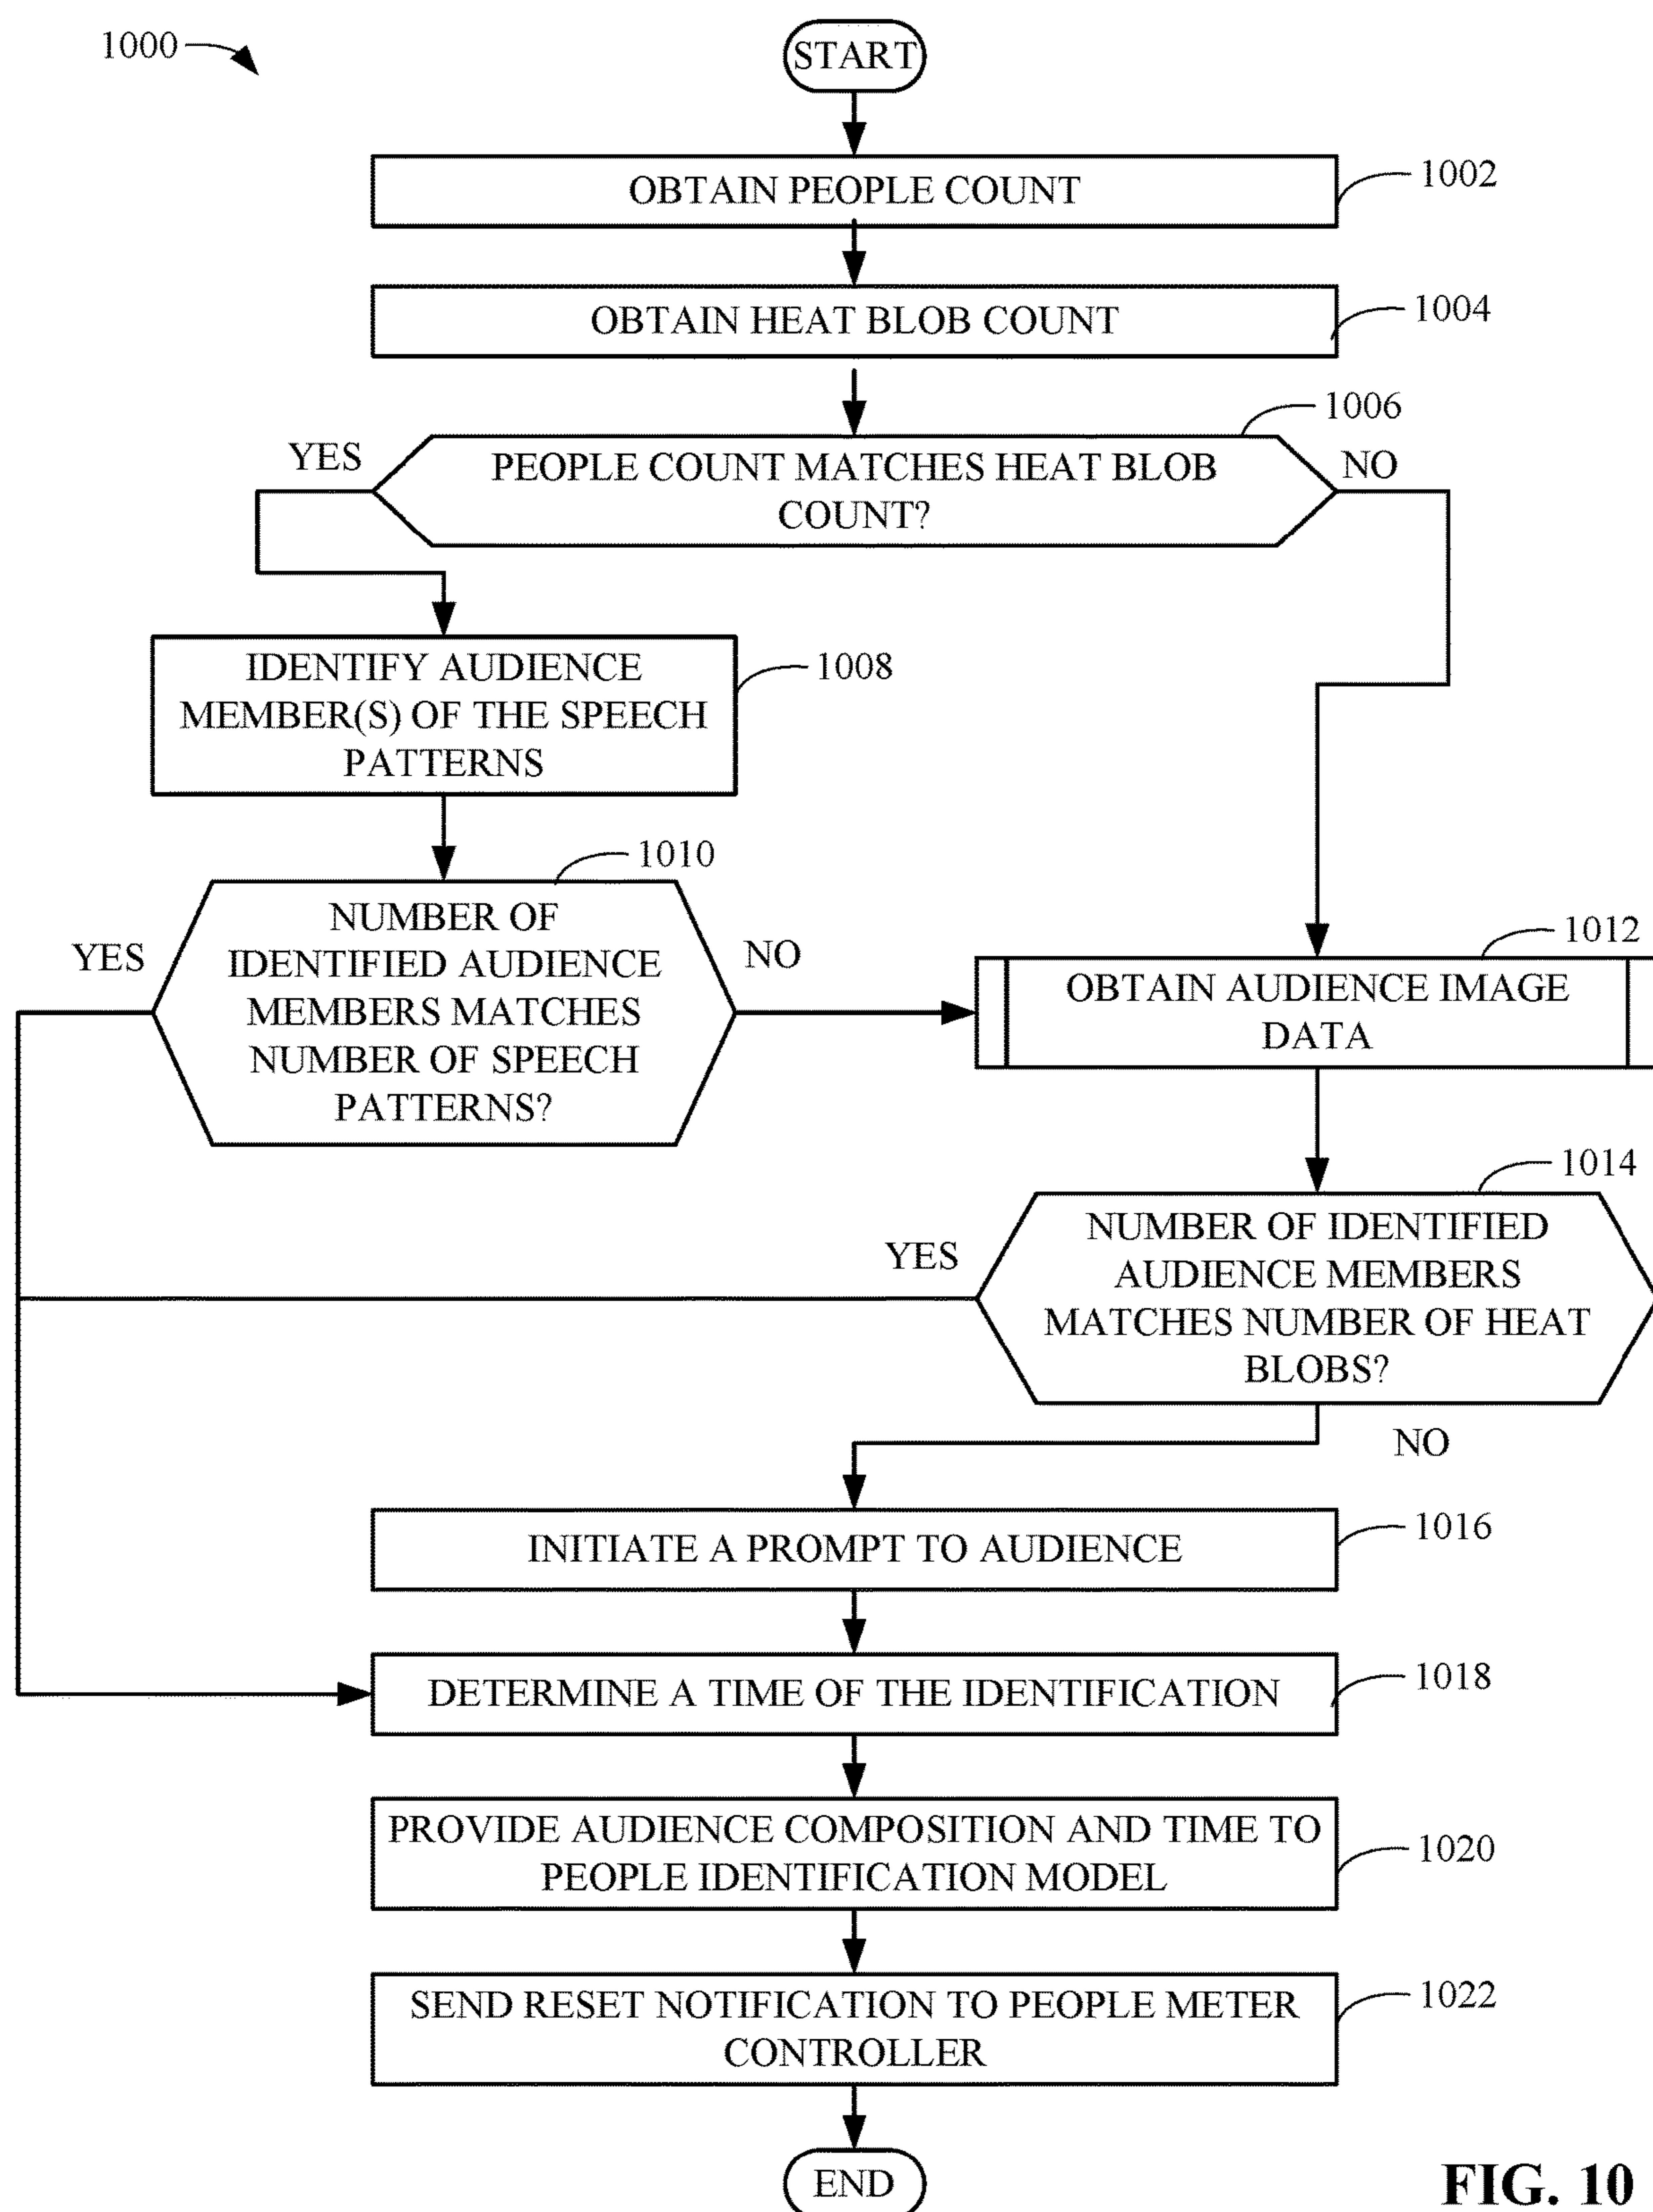 1000
START
OBTAIN PEOPLE COUNT
1002
OBTAIN HEAT BLOB COUNT
1004
1006
YES
PEOPLE COUNT MATCHES HEAT BLOB
COUNT?
NO
IDENTIFY AUDIENCE
MEMBER(S) OF THE SPEECH
PATTERNS
1008
1010
YES
NUMBER OF
IDENTIFIED AUDIENCE
MEMBERS MATCHES
NUMBER OF SPEECH
PATTERNS?
NO
1012
OBTAIN AUDIENCE IMAGE
DATA
1014
YES
NUMBER OF IDENTIFIED
AUDIENCE MEMBERS
MATCHES NUMBER OF HEAT
BLOBS?
NO
INITIATE A PROMPT TO AUDIENCE
1016
DETERMINE A TIME OF THE IDENTIFICATION
1018
PROVIDE AUDIENCE COMPOSITION AND TIME TO
PEOPLE IDENTIFICATION MODEL
1020
SEND RESET NOTIFICATION TO PEOPLE METER
CONTROLLER
1022
END
FIG. 10